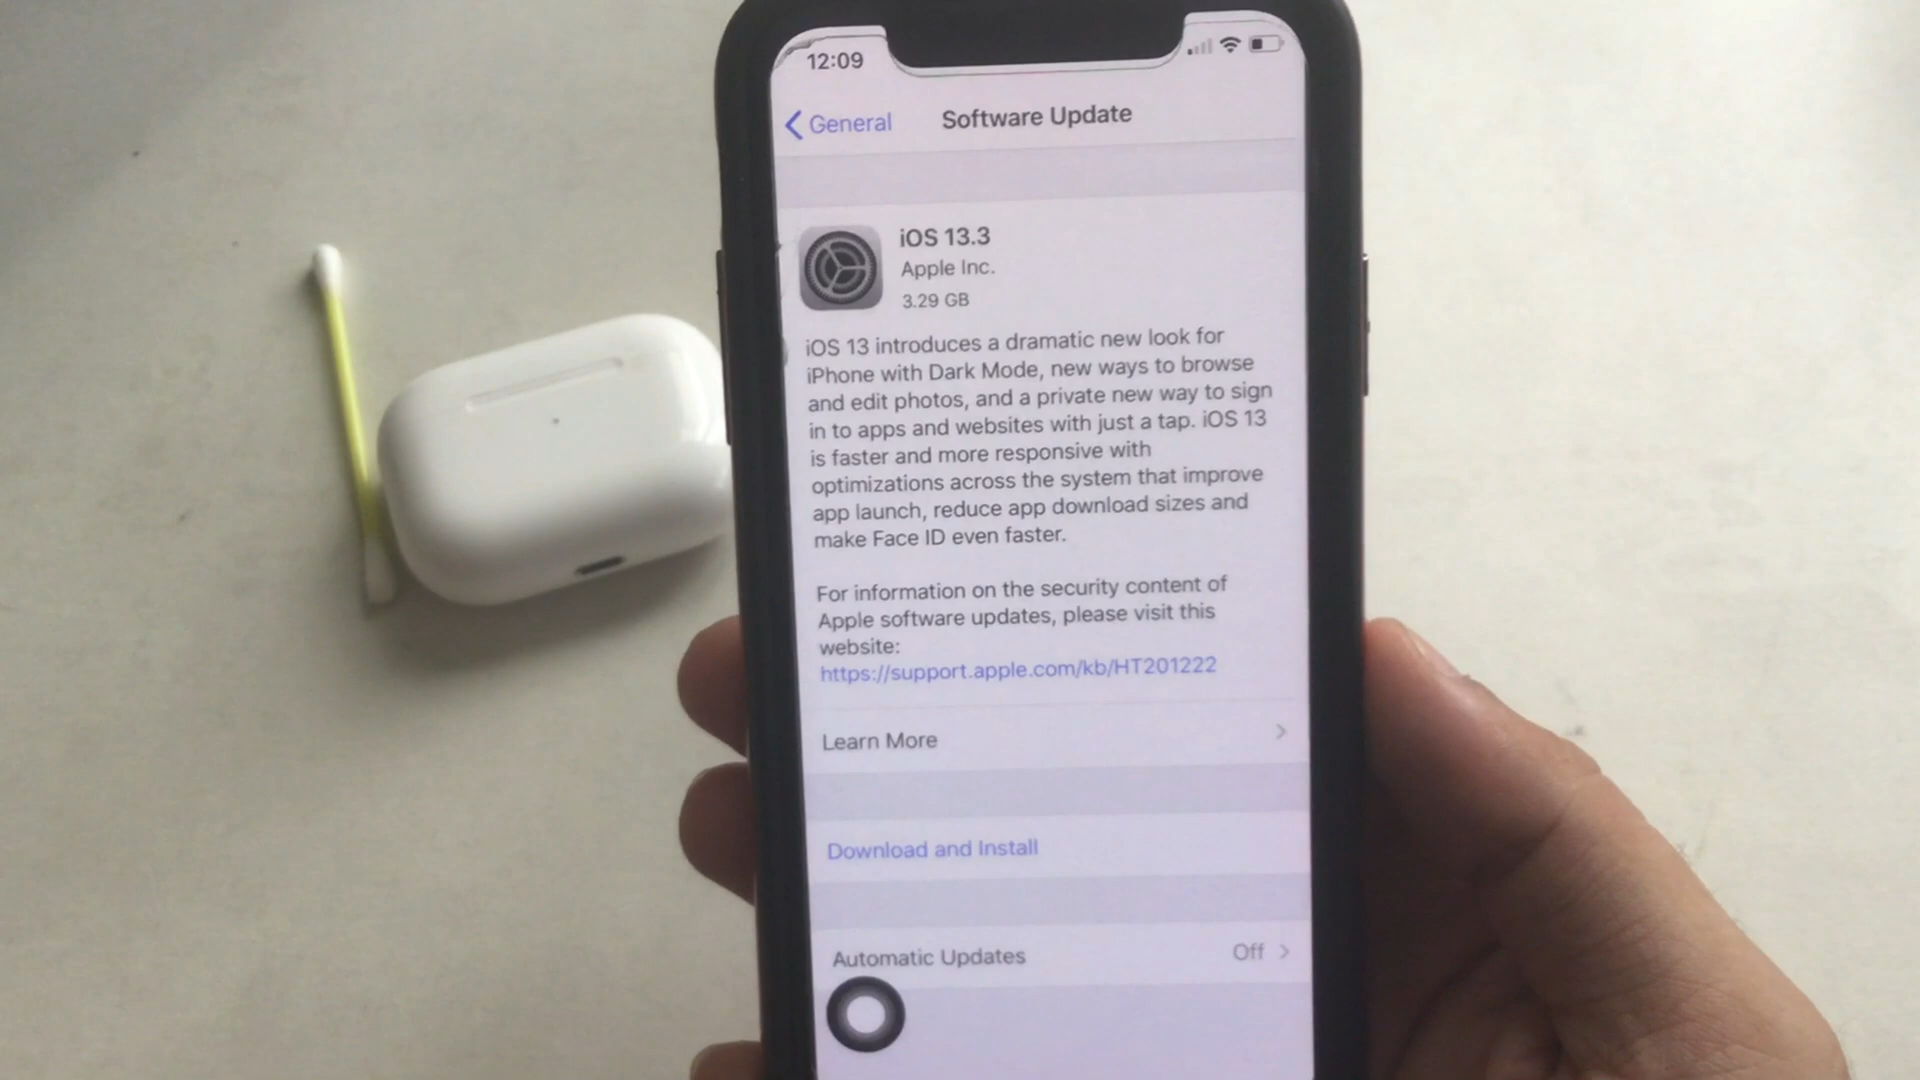 12:09
General
Software Update
iOS 13.3
Apple Inc.
3.29 GB
iOS 13 introduces a dramatic new look for
iPhone with Dark Mode, new ways to browse
and edit photos, and a private new way to sign
in to apps and websites with just a tap. iOS 13
is faster and more responsive with
optimizations across the system that improve
app launch, reduce app download sizes and
make Face ID even faster.
For information on the security content of
Apple software updates, please visit this
website:
https://support.apple.com/kb/HT201222
Learn More
Download and Install
Automatic Updates Off